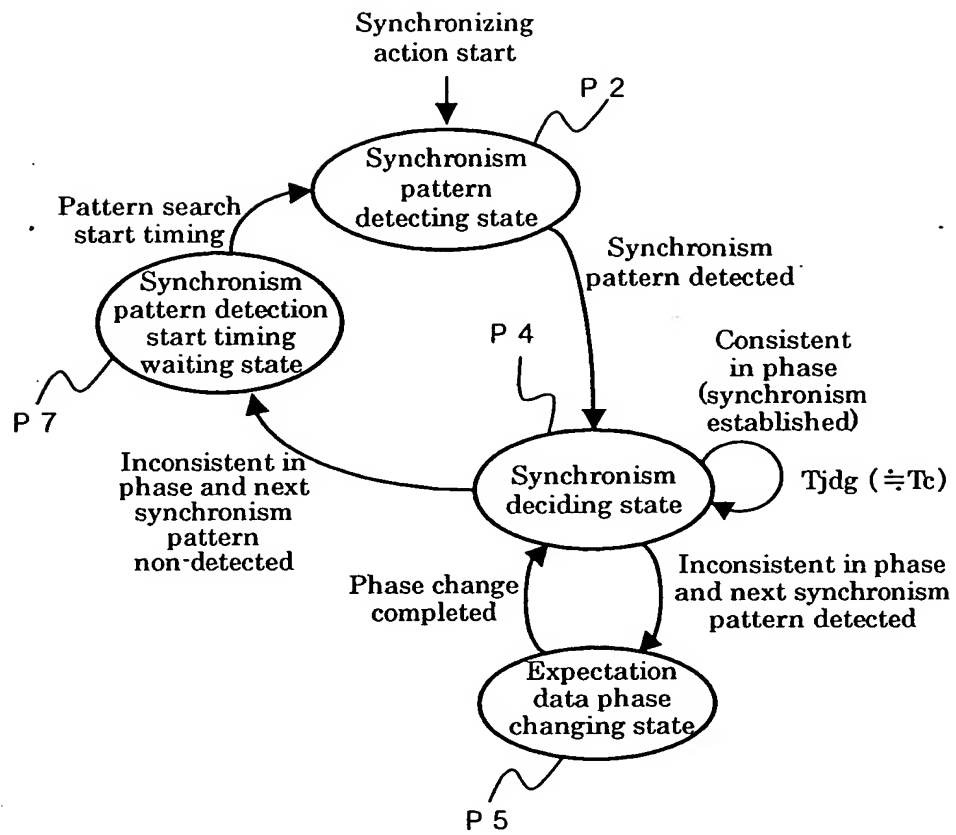 Synchronizing
action start
P 2
Synchronism
pattern
detecting state
Pattern search
start timing
Synchronism
pattern detected
Synchronism
pattern detection
start timing
waiting state
P 7
P 4
Consistent
in phase
(synchronism
established)
Tjdg (≒Tc)
Synchronism
deciding state
Inconsistent in
phase and next
synchronism
pattern
non-detected
Phase change
completed
Inconsistent in phase
and next synchronism
pattern detected
Expectation
data phase
changing state
P 5